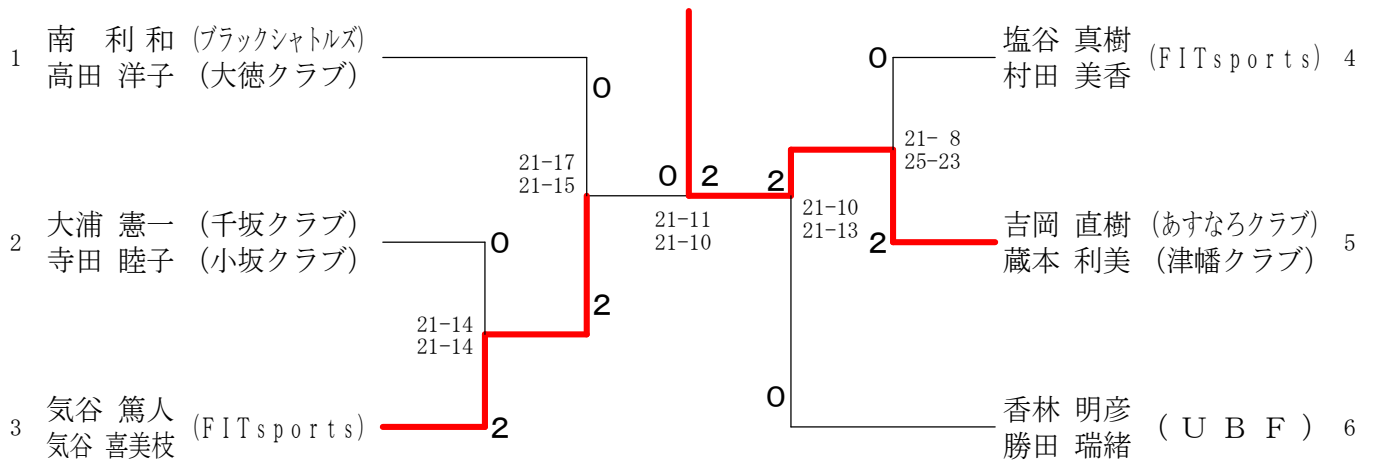 1 南 利和 (ブラックシャトルズ)
高田 洋子 (大徳クラブ)
0
21-17
21-15
2 大浦 憲一 (千坂クラブ)
寺田 睦子 (小坂クラブ)
0
2
21-14
21-14
3 気谷 篤人 (FITsports)
気谷 喜美枝
2
0 2
21-11
21-10
塩谷 真樹 (FITsports) 4
村田 美香
0
21- 8
25-23
2
21-10
21-13
吉岡 直樹 (あすなろクラブ) 5
蔵本 利美 (津幡クラブ)
2
0
香林 明彦 (UBF) 6
勝田 瑞緒